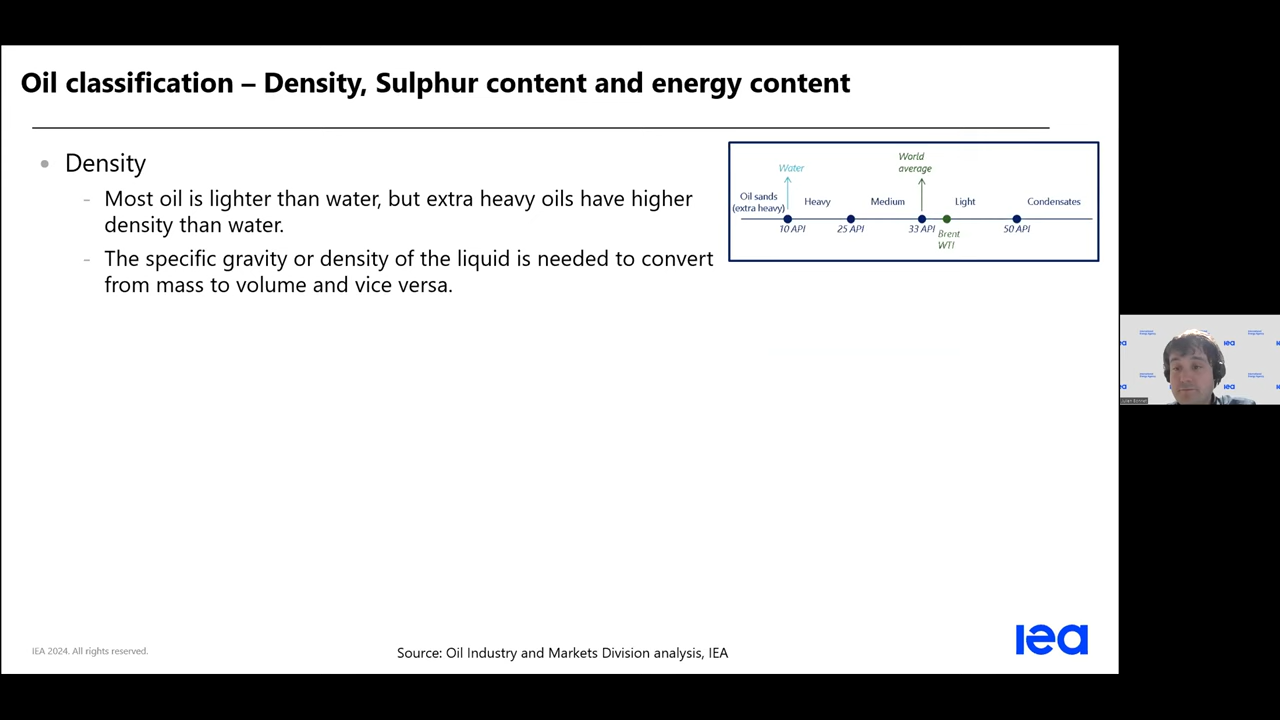 Oil classification – Density, Sulphur content and energy content
Density
- Most oil is lighter than water, but extra heavy oils have higher
density than water.
- The specific gravity or density of the liquid is needed to convert
from mass to volume and vice versa.
Water
World
average
Oil sands
(extra heavy)
Heavy
Medium
Light
Condensates
10 API
25 API
33 API
Brent
WTI
50 API
IEA 2024. All rights reserved.
Source: Oil Industry and Markets Division analysis, IEA
iea
iea
iea
iea
iea